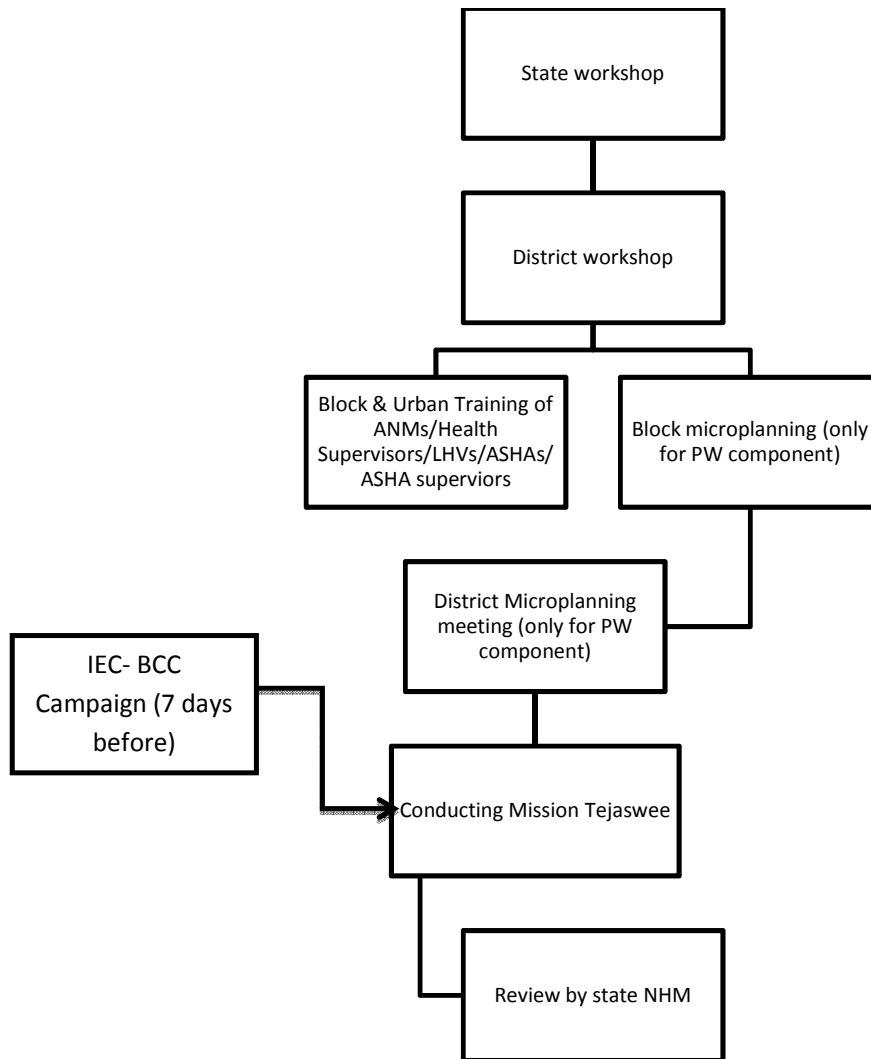 State workshop
District workshop
Block & Urban Training of
ANMs/Health
Supervisors/LHVs/ASHAs/
ASHA superviors
Block microplanning (only
for PW component)
District Microplanning
meeting (only for PW
component)
IEC- BCC
Campaign (7 days
before)
Conducting Mission Tejaswee
Review by state NHM